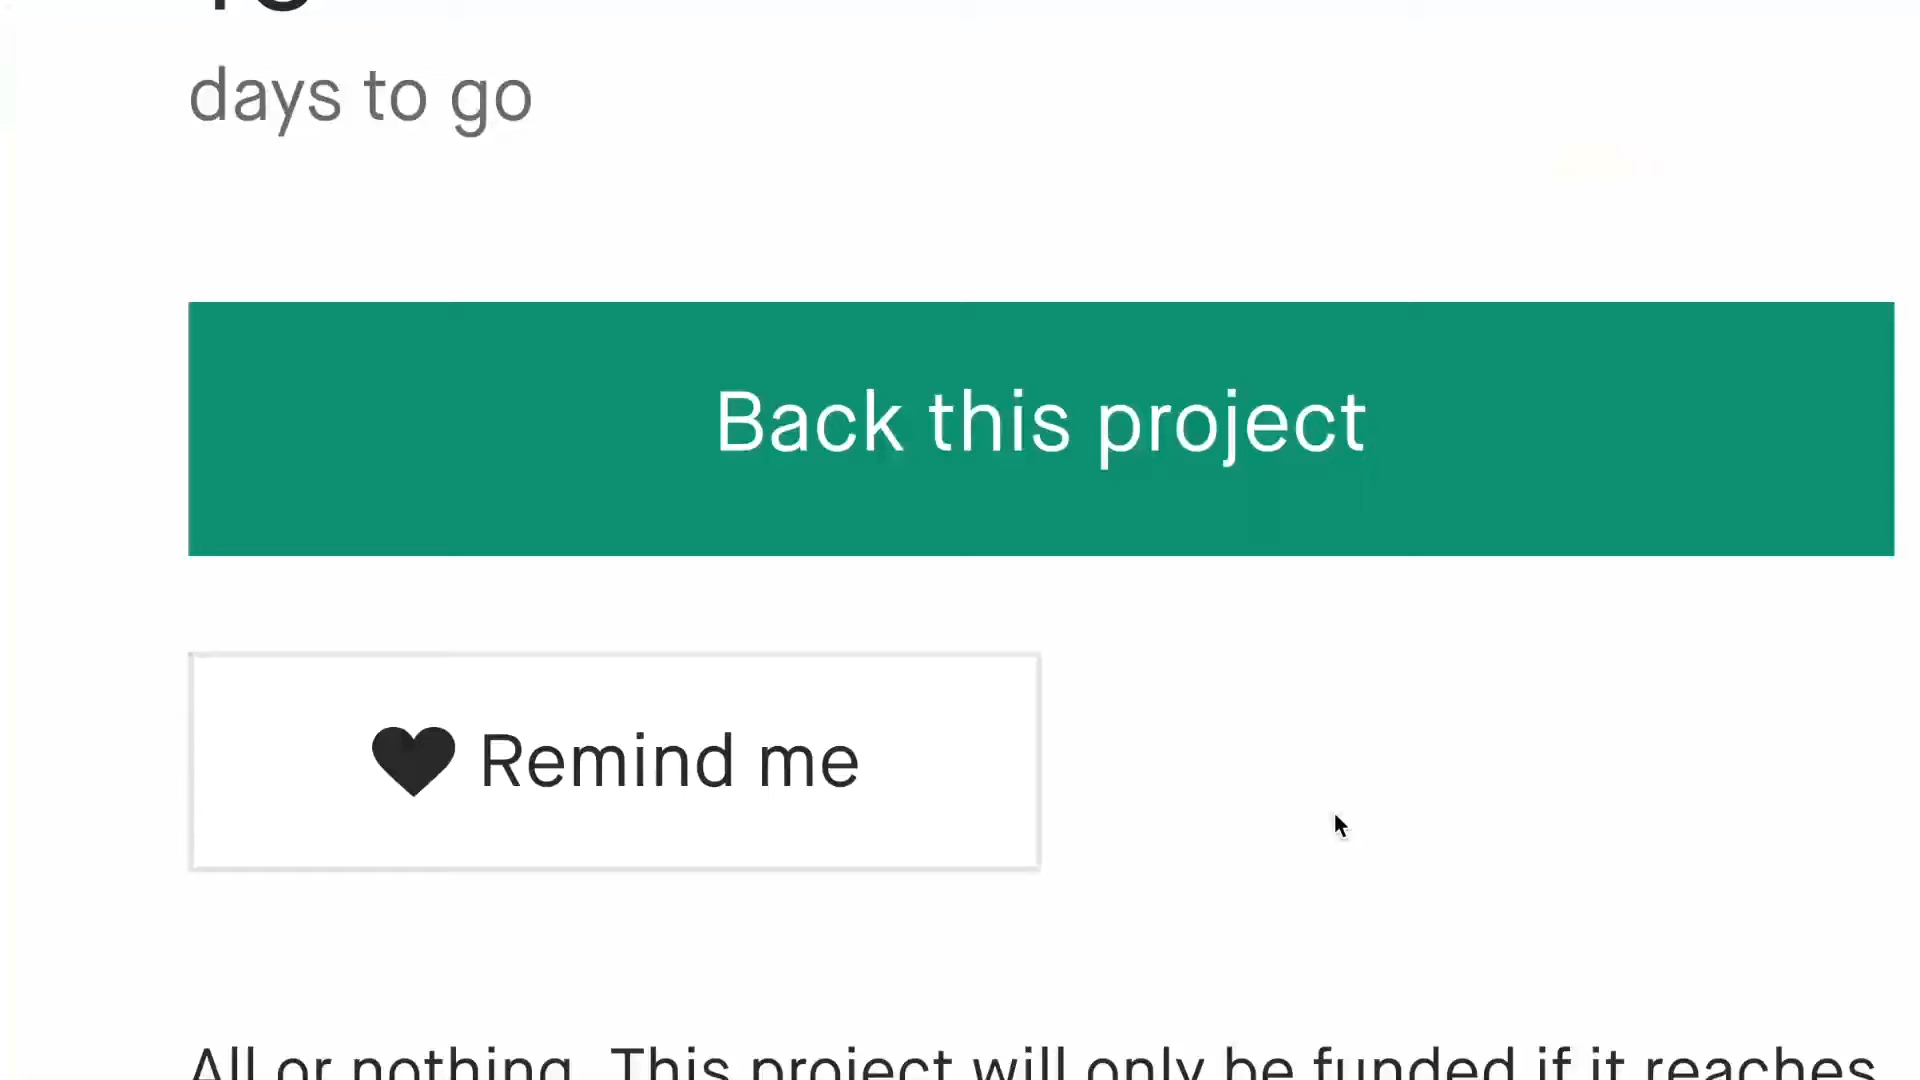 days to go
Back this project
Remind me
All or nothing. This project will only be funded if it reaches